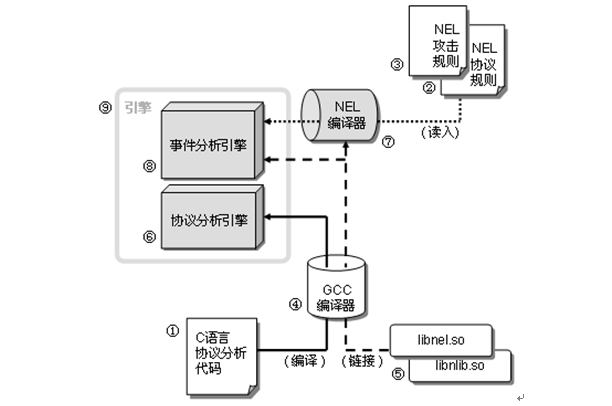 NEL
攻击
规则
③
NEL
协议
规则
②
⑨
引擎
NEL
编译器
⑦
(读入)
事件分析引擎
⑧
协议分析引擎
⑥
GCC
编译器
④
①
C语言
协议分析
代码
(编译)
(链接)
libnel.so
libnlib.so
⑤